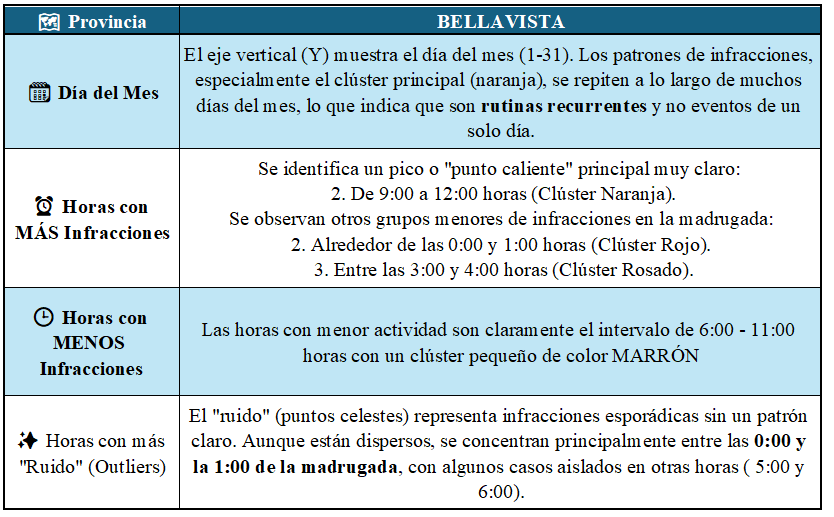 Provincia
BELLAVISTA
Día del Mes
El eje vertical (Y) muestra el día del mes (1-31). Los patrones de infracciones,
especialmente el clúster principal (naranja), se repiten a lo largo de muchos
días del mes, lo que indica que son rutinas recurrentes y no eventos de un
solo día.
Horas con
MÁS Infracciones
Se identifica un pico o "punto caliente" principal muy claro:
2. De 9:00 a 12:00 horas (Clúster Naranja).
Se observan otros grupos menores de infracciones en la madrugada:
2. Alrededor de las 0:00 y 1:00 horas (Clúster Rojo).
3. Entre las 3:00 y 4:00 horas (Clúster Rosado).
Horas con
MENOS
Infracciones
Las horas con menor actividad son claramente el intervalo de 6:00 - 11:00
horas con un clúster pequeño de color MARRÓN
Horas con más
"Ruido" (Outliers)
El "ruido" (puntos celestes) representa infracciones esporádicas sin un patrón
claro. Aunque están dispersos, se concentran principalmente entre las 0:00 y
la 1:00 de la madrugada, con algunos casos aislados en otras horas ( 5:00 y
6:00).